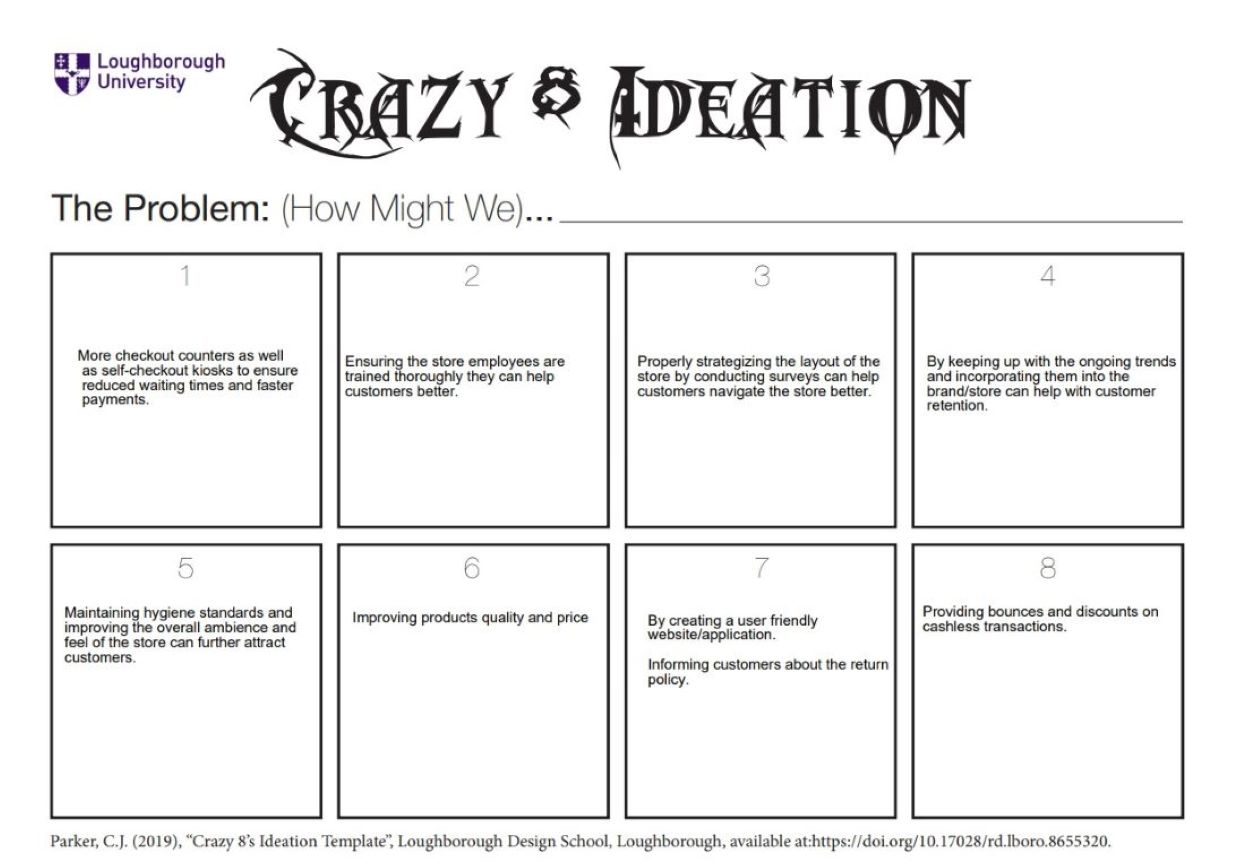 Loughborough
University
CRAZY 8 IDEATION
The Problem: (How Might We)...
1
More checkout counters as well
as self-checkout kiosks to ensure
reduced waiting times and faster
payments.
2
Ensuring the store employees are
trained thoroughly they can help
customers better.
3
Properly strategizing the layout of the
store by conducting surveys can help
customers navigate the store better.
4
By keeping up with the ongoing trends
and incorporating them into the
brand/store can help with customer
retention.
5
Maintaining hygiene standards and
improving the overall ambience and
feel of the store can further attract
customers.
6
Improving products quality and price
7
By creating a user friendly
website/application.
Informing customers about the return
policy.
8
Providing bounces and discounts on
cashless transactions.
Parker, C.J. (2019), “Crazy 8’s Ideation Template”, Loughborough Design School, Loughborough, available at:https://doi.org/10.17028/rd.lboro.8655320.